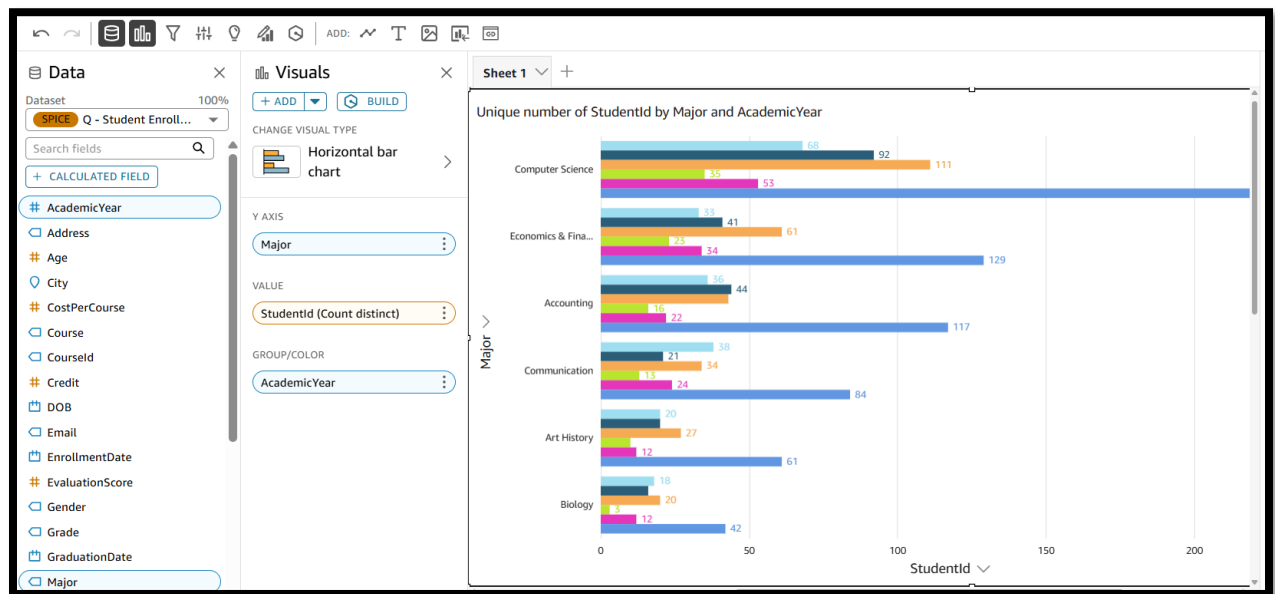 ADD:
Data
Dataset
100%
SPICE Q - Student Enroll...
Search fields
+ CALCULATED FIELD
# AcademicYear
Address
# Age
City
# CostPerCourse
Course
CourseId
# Credit
DOB
Email
EnrollmentDate
# EvaluationScore
Gender
Grade
GraduationDate
Major
Visuals
+ ADD
BUILD
CHANGE VISUAL TYPE
Horizontal bar
chart
Y AXIS
Major
VALUE
StudentId (Count distinct)
GROUP/COLOR
AcademicYear
Sheet 1
Unique number of StudentId by Major and AcademicYear
Major
Computer Science
68
92
111
35
53
Economics & Fina...
33
41
61
23
34
129
Accounting
36
44
16
22
117
Communication
38
21
34
13
24
84
Art History
20
27
12
61
Biology
18
20
3
12
42
0 50 100 150 200
StudentId